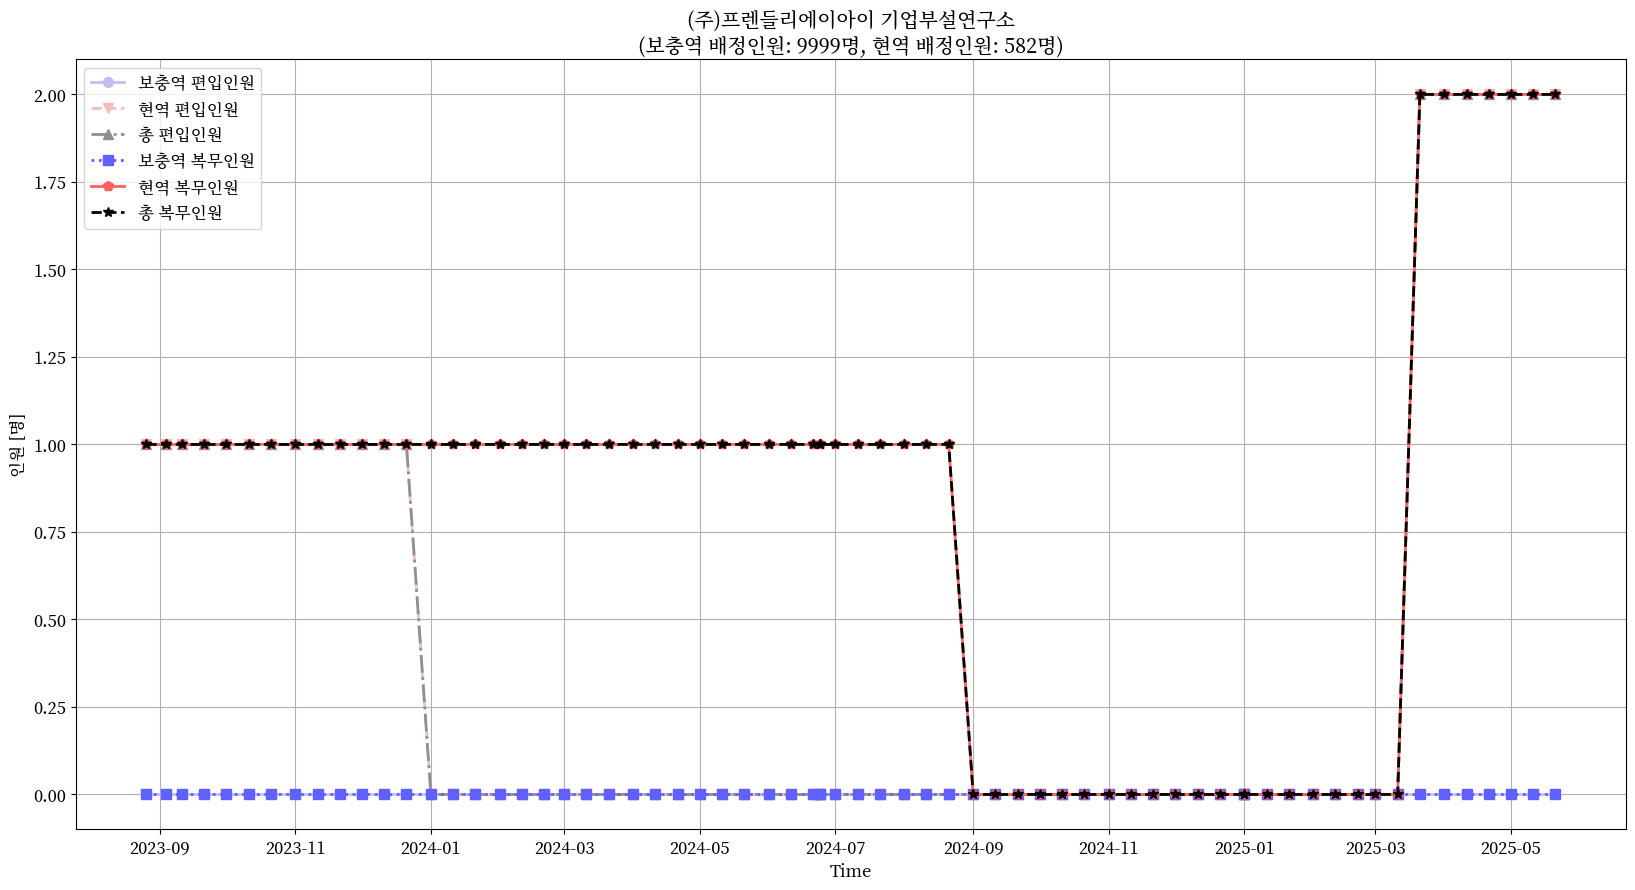 (주)프렌들리에이아이 기업부설연구소
(보충역 배정인원: 9999명, 현역 배정인원: 582명)
보충역 편입인원
현역 편입인원
총 편입인원
보충역 복무인원
현역 복무인원
총 복무인원
2.00
1.75
1.50
1.25
1.00
0.75
0.50
0.25
0.00
인원 [명]
2023-09 2023-11 2024-01 2024-03 2024-05 2024-07 2024-09 2024-11 2025-01 2025-03 2025-05
Time